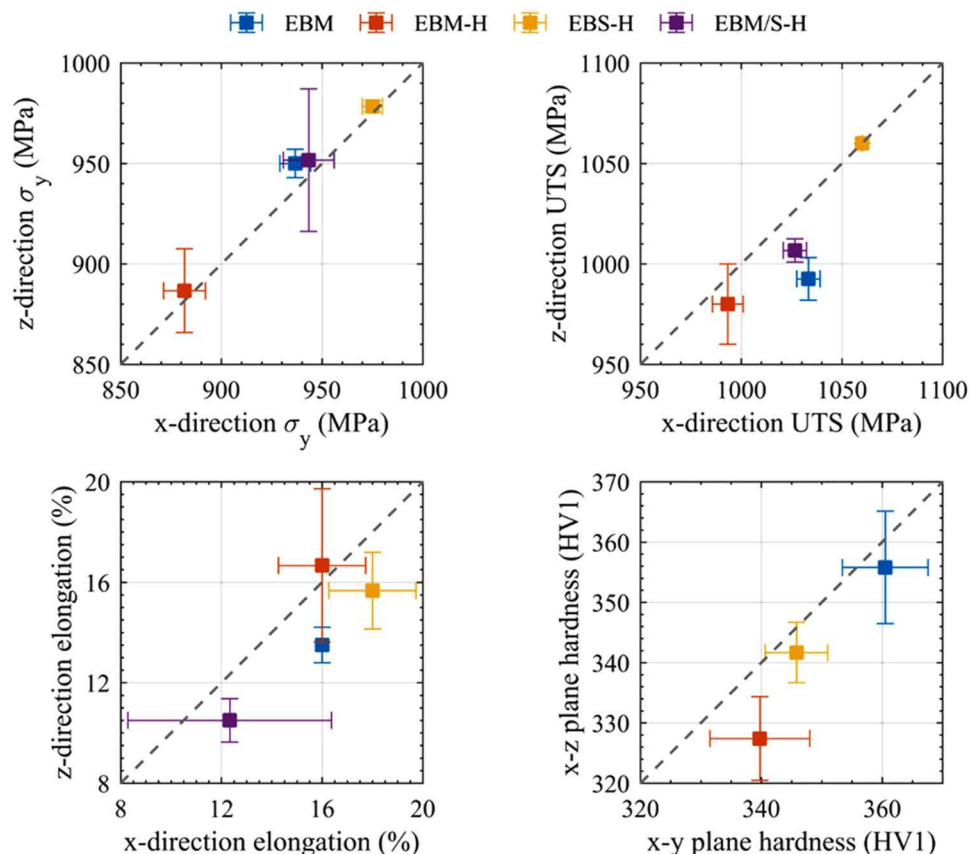 EBM EBM-H EBS-H EBM/S-H
z-direction σy (MPa)
1000
950
900
850
850 900 950 1000
x-direction σy (MPa)
z-direction UTS (MPa)
1100
1050
1000
950
950 1000 1050 1100
x-direction UTS (MPa)
z-direction elongation (%)
20
16
12
8
8 12 16 20
x-direction elongation (%)
x-z plane hardness (HV1)
370
360
350
340
330
320
320 340 360
x-y plane hardness (HV1)